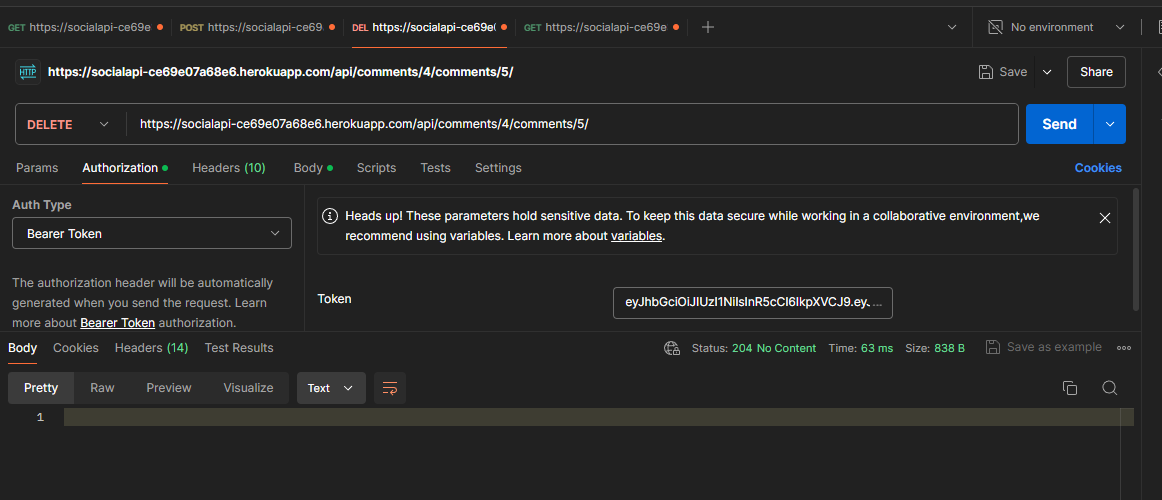 GET https://socialapi-ce69e POST https://socialapi-ce69 DEL https://socialapi-ce69e GET https://socialapi-ce69e No environment
HTTP https://socialapi-ce69e07a68e6.herokuapp.com/api/comments/4/comments/5/ Save Share
DELETE https://socialapi-ce69e07a68e6.herokuapp.com/api/comments/4/comments/5/ Send
Params Authorization Headers (10) Body Scripts Tests Settings Cookies
Auth Type
Bearer Token
The authorization header will be automatically
generated when you send the request. Learn
more about Bearer Token authorization.
Heads up! These parameters hold sensitive data. To keep this data secure while working in a collaborative environment,we
recommend using variables. Learn more about variables.
Token eyJhbGciOiJIUzI1NiIsInR5cCI6IkpXVCJ9.ey. ...
Body Cookies Headers (14) Test Results Status: 204 No Content Time: 63 ms Size: 838 B Save as example
Pretty Raw Preview Visualize Text
1